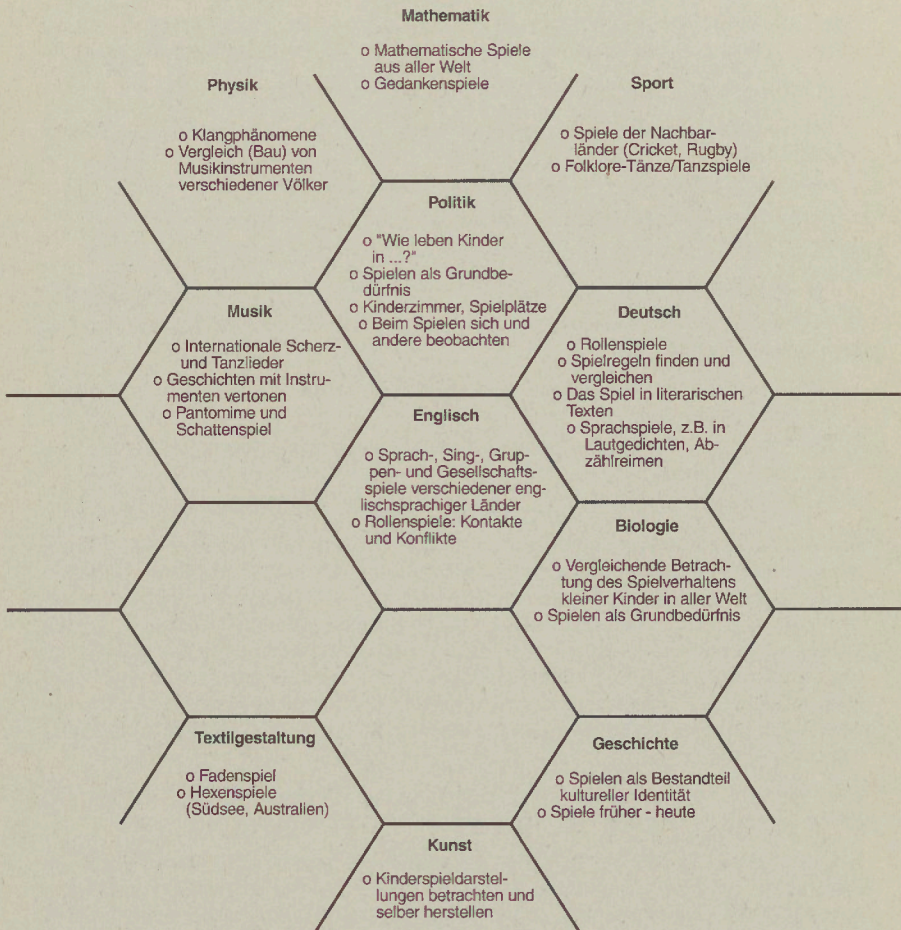 Mathematik
o Mathematische Spiele
aus aller Welt
o Gedankenspiele
Physik
o Klangphänomene
o Vergleich (Bau) von
Musikinstrumenten
verschiedener Völker
Sport
o Spiele der Nachbar-
länder (Cricket, Rugby)
o Folklore-Tänze/Tanzspiele
Politik
o "Wie leben Kinder
in ...?"
o Spielen als Grundbe-
dürfnis
o Kinderzimmer, Spielplätze
o Beim Spielen sich und
andere beobachten
Musik
o Internationale Scherz-
und Tanzlieder
o Geschichten mit Instru-
menten vertonen
o Pantomime und
Schattenspiel
Deutsch
o Rollenspiele
o Spielregeln finden und
vergleichen
o Das Spiel in literarischen
Texten
o Sprachspiele, z.B. in
Lautgedichten, Ab-
zählreimen
Englisch
o Sprach-, Sing-, Grup-
pen- und Gesellschafts-
spiele verschiedener eng-
lischsprachiger Länder
o Rollenspiele: Kontakte
und Konflikte
Biologie
o Vergleichende Betrach-
tung des Spielverhaltens
kleiner Kinder in aller Welt
o Spielen als Grundbedürfnis
Textilgestaltung
o Fadenspiel
o Hexenspiele
(Südsee, Australien)
Geschichte
o Spielen als Bestandteil
kultureller Identität
o Spiele früher - heute
Kunst
o Kinderspieldarstel-
lungen betrachten und
selber herstellen